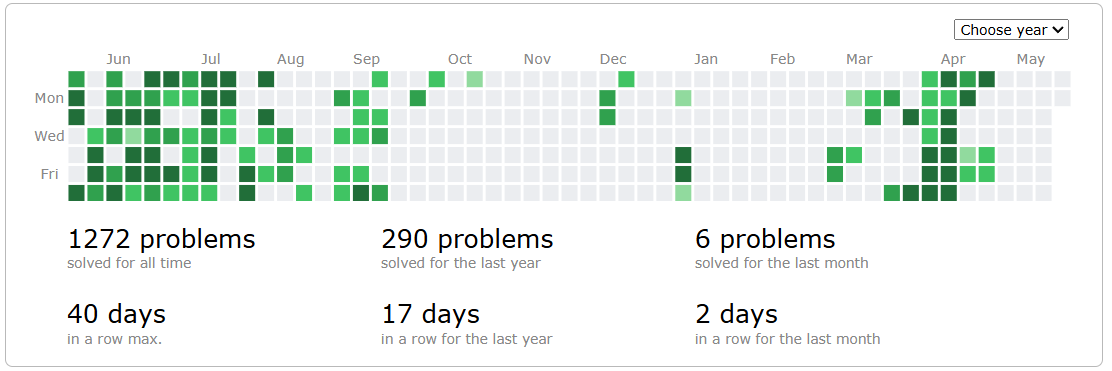 Choose year
Jun Jul Aug Sep Oct Nov Dec Jan Feb Mar Apr May
Mon
Wed
Fri
1272 problems 290 problems 6 problems
solved for all time solved for the last year solved for the last month
40 days 17 days 2 days
in a row max. in a row for the last year in a row for the last month